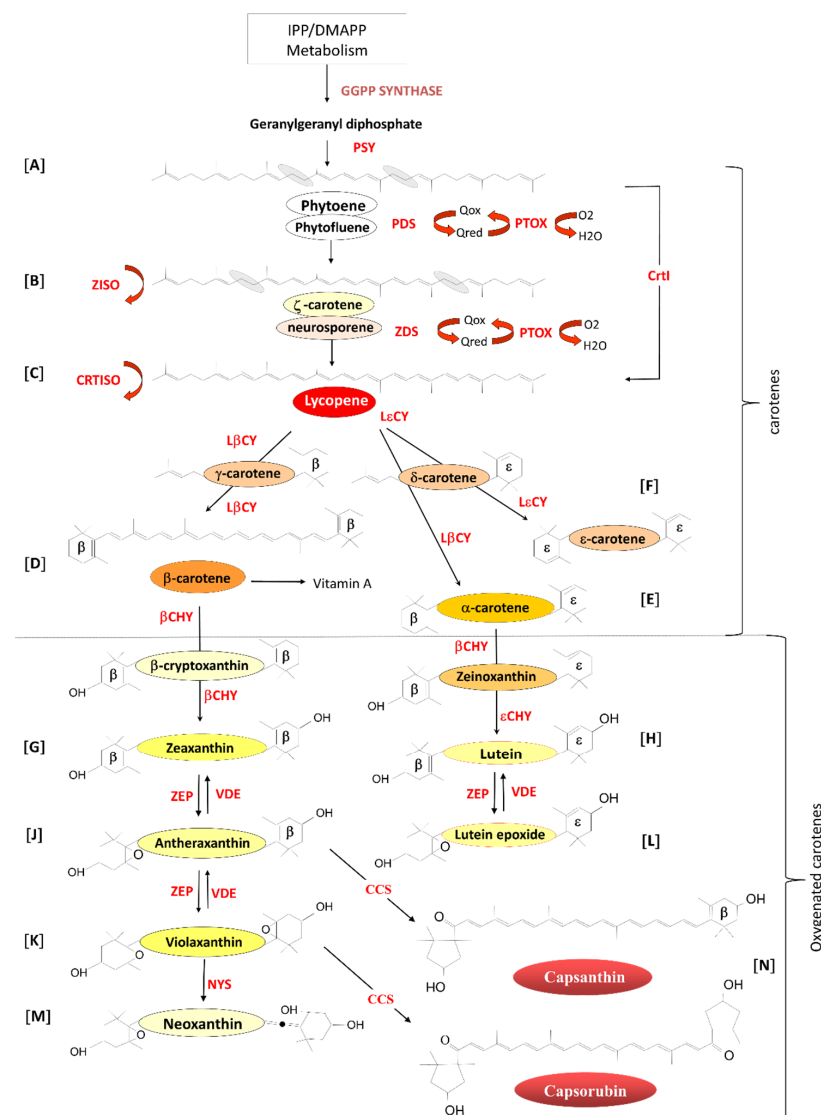 IPP/DMAPP
Metabolism
GGPP SYNTHASE
Geranylgeranyl diphosphate
PSY
[A]
Phytoene
Phytofluene
PDS
Qox
Qred
PTOX
O2
H2O
CrtI
[B]
ZISO
ζ-carotene
neurosporene
ZDS
Qox
Qred
PTOX
O2
H2O
[C]
CRTISO
Lycopene
LεCY
LβCY
β
γ-carotene
δ-carotene
ε
[F]
LβCY
LεCY
β
β
LβCY
ε
ε-carotene
ε
[D]
β-carotene
Vitamin A
β
α-carotene
ε
[E]
carotenes
βCHY
βCHY
β
β-cryptoxanthin
β
OH
βCHY
β
Zeinoxanthin
ε
OH
εCHY
[G]
β
Zeaxanthin
β
OH
OH
β
Lutein
ε
OH
OH
[H]
ZEP
VDE
ZEP
VDE
[J]
OH
O
Antheraxanthin
β
OH
OH
O
Lutein epoxide
ε
OH
[L]
ZEP
VDE
CCS
[K]
OH
O
Violaxanthin
O
OH
O
β
OH
HO
Capsanthin
[N]
Oxygenated carotenes
NYS
CCS
[M]
OH
O
Neoxanthin
OH
OH
O
OH
O
OH
Capsorubin